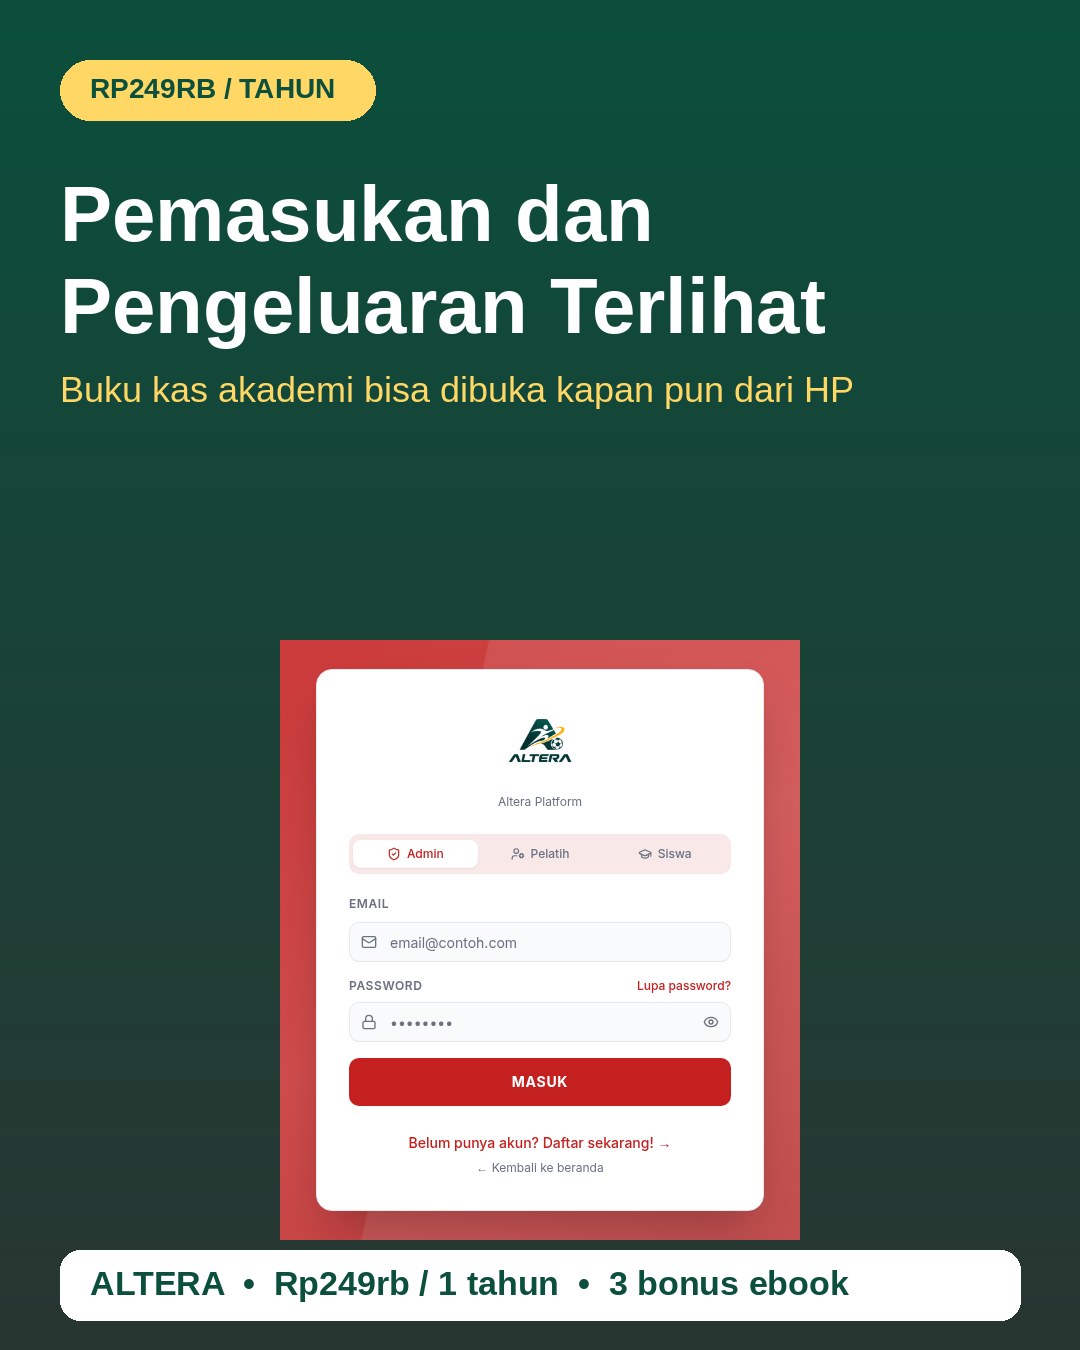 RP249RB / TAHUN
Pemasukan dan
Pengeluaran Terlihat
Buku kas akademi bisa dibuka kapan pun dari HP
ALTERA
Altera Platform
Admin Pelatih Siswa
EMAIL
email@contoh.com
PASSWORD Lupa password?
••••••••
MASUK
Belum punya akun? Daftar sekarang! →
← Kembali ke beranda
ALTERA • Rp249rb / 1 tahun • 3 bonus ebook